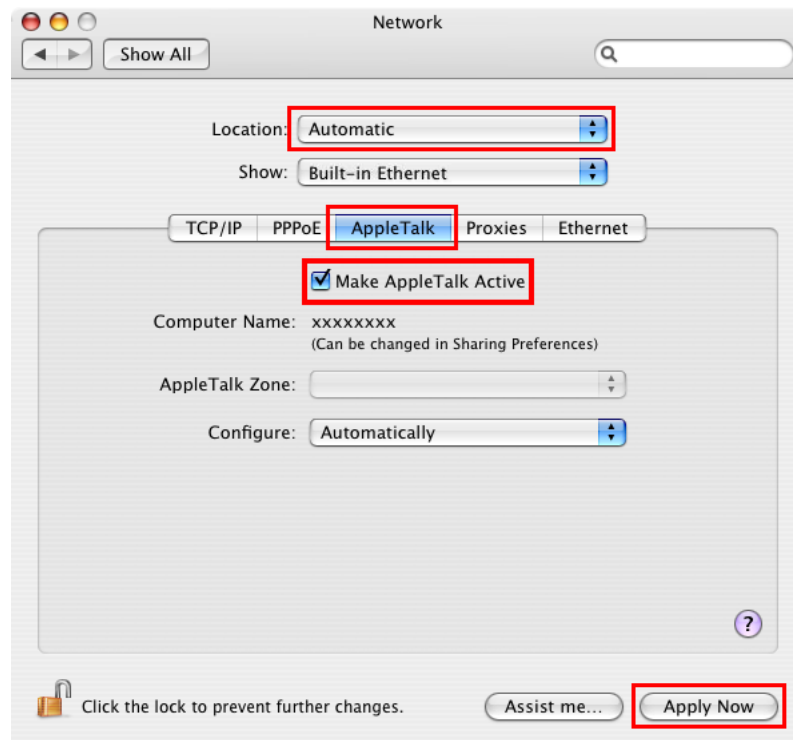 Network
Show All
Location: Automatic
Show: Built-in Ethernet
TCP/IP PPPoE AppleTalk Proxies Ethernet
Make AppleTalk Active
Computer Name: xxxxxxxx
(Can be changed in Sharing Preferences)
AppleTalk Zone:
Configure: Automatically
?
Click the lock to prevent further changes. Assist me... Apply Now